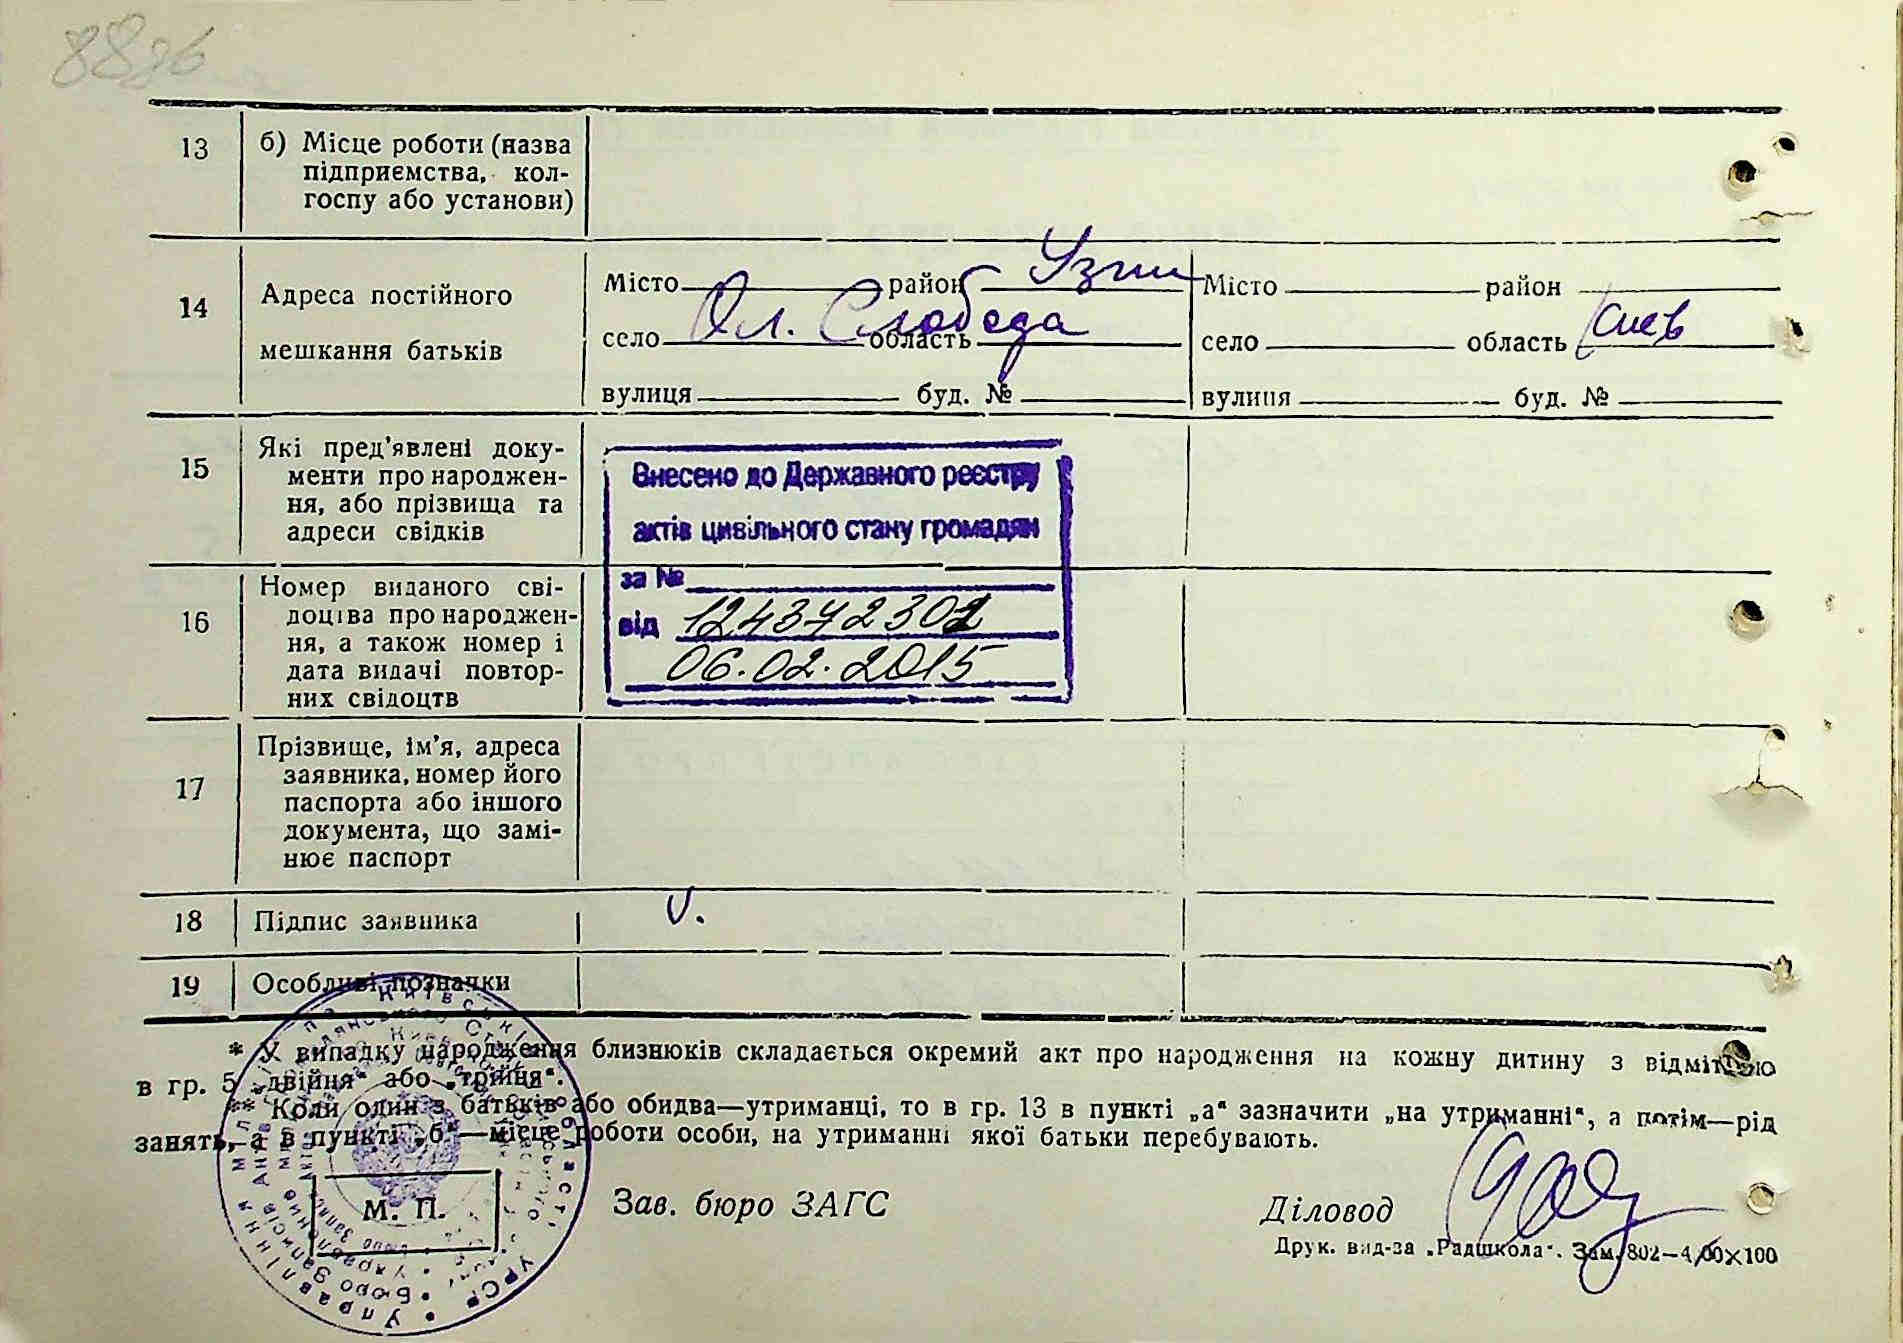 13
б) Місце роботи (назва
підприємства, кол-
госпу або установи)
14
Адреса постійного
мешкання батьків
Місто район Узин
село Ол. Слобода область
вулиця буд. №
Місто район
село область Киев
вулиця буд. №
15
Які пред'явлені доку-
менти про народжен-
ня, або прізвища та
адреси свідків
Внесено до Державного реєстру
актів цивільного стану громадян
за №
від 124372302
06.02.2015
16
Номер виданого сві-
доцтва про народжен-
ня, а також номер і
дата видачі повтор-
них свідоцтв
17
Прізвище, ім'я, адреса
заявника, номер його
паспорта або іншого
документа, що замі-
нює паспорт
18
Підпис заявника
19
Особливі позначки
* У випадку народження близнюків складається окремий акт про народження на кожну дитину з відміткою
в гр. 5 „двійня“ або „трійня“.
** Коли один з батьків або обидва—утриманці, то в гр. 13 в пункті „а“ зазначити „на утриманні“, а потім—рід
занять, а в пункті „б“—місце роботи особи, на утриманні якої батьки перебувають.
М. П.
Зав. бюро ЗАГС
Діловод
Друк. вид-за „Радшкола“. Зам. 802—4,00×100